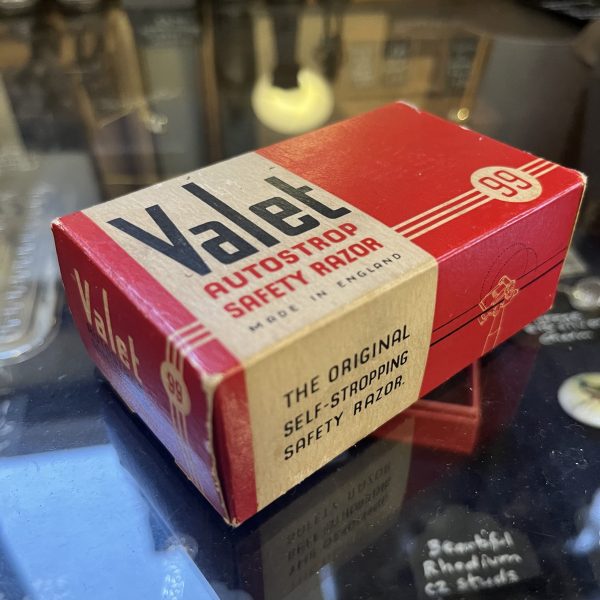 Valet
AUTOSTROP
SAFETY RAZOR
MADE IN ENGLAND
99
Valet
99
THE ORIGINAL
SELF-STROPPING
SAFETY RAZOR.
Beautiful
Rhodium
CZ studs